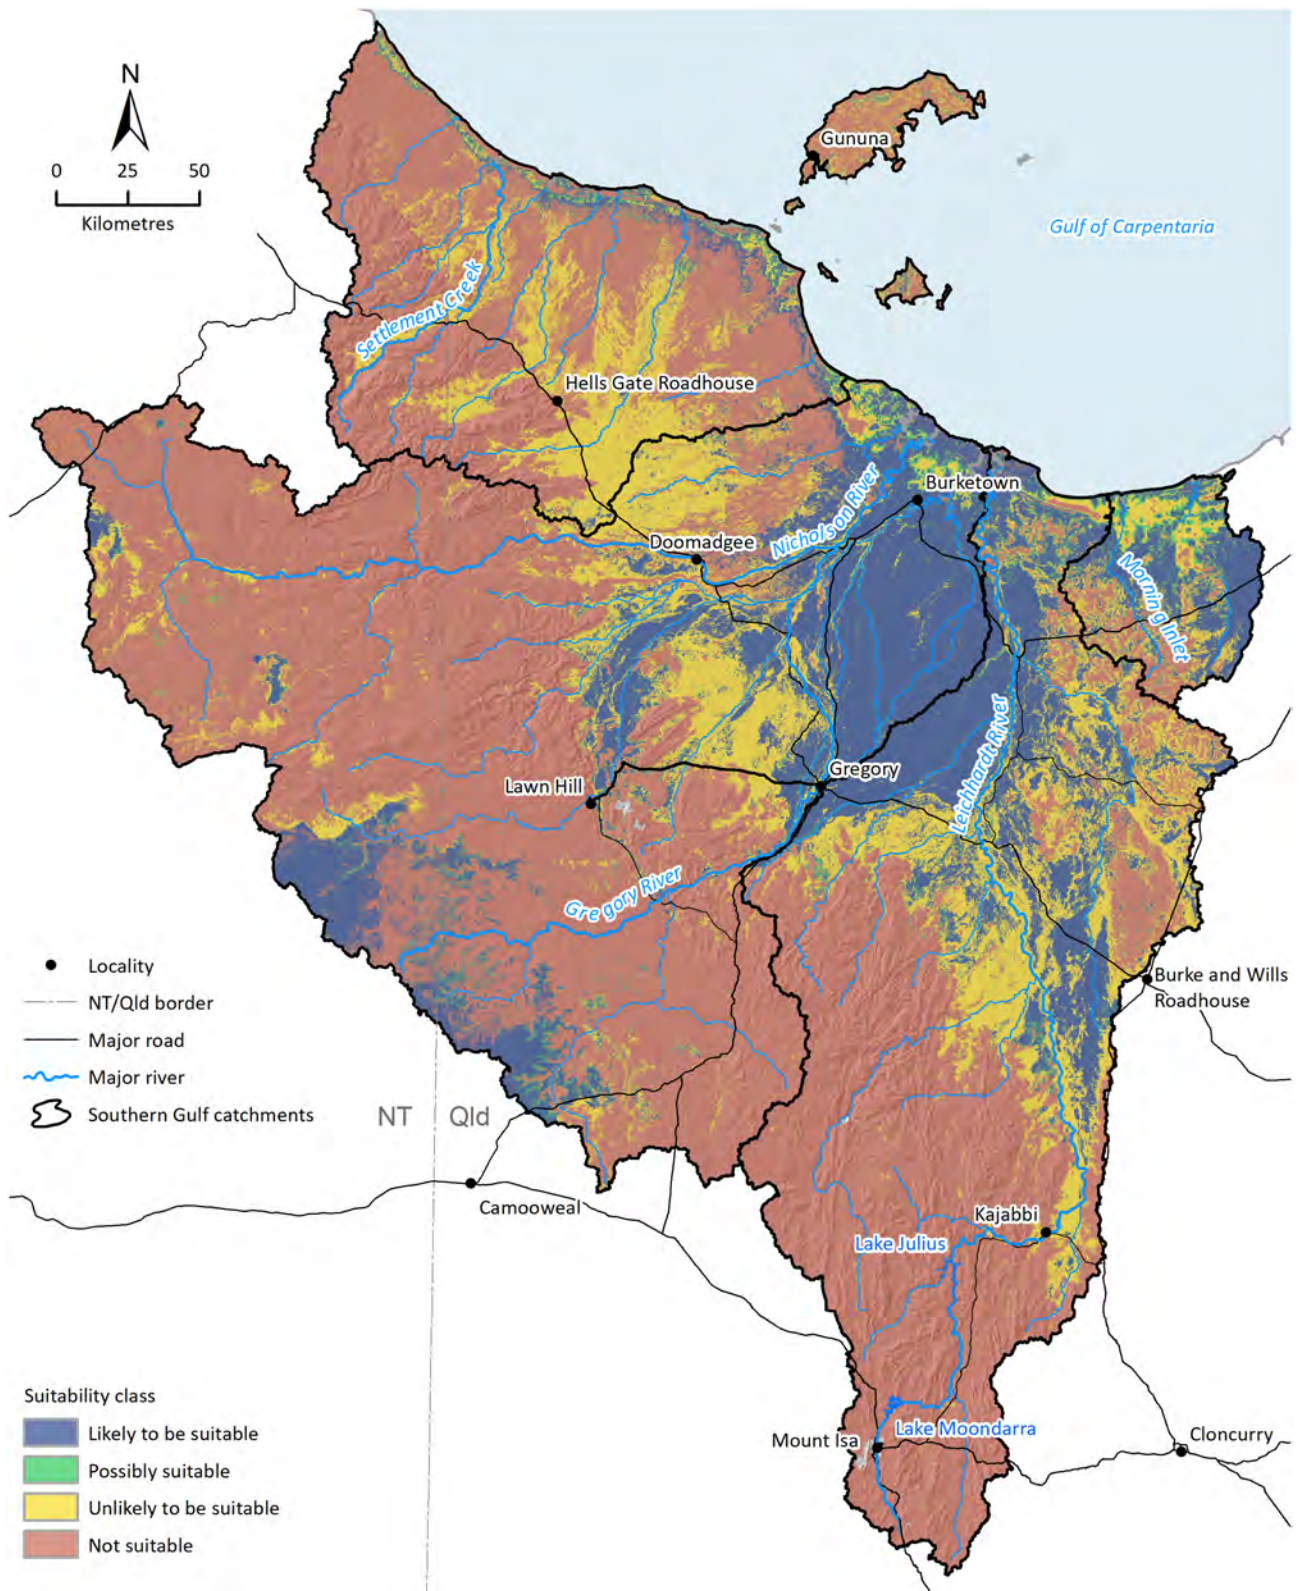 N
0 25 50
Kilometres
Gununa
Gulf of Carpentaria
Settlement Creek
Hells Gate Roadhouse
Burketown
Nicholson River
Doomadgee
Morning Inlet
Leichhardt River
Gregory
Lawn Hill
Gregory River
Locality
NT/Qld border
Major road
Major river
Southern Gulf catchments
Burke and Wills
Roadhouse
NT Qld
Camooweal
Kajabbi
Lake Julius
Lake Moondarra
Mount Isa
Cloncurry
Suitability class
Likely to be suitable
Possibly suitable
Unlikely to be suitable
Not suitable